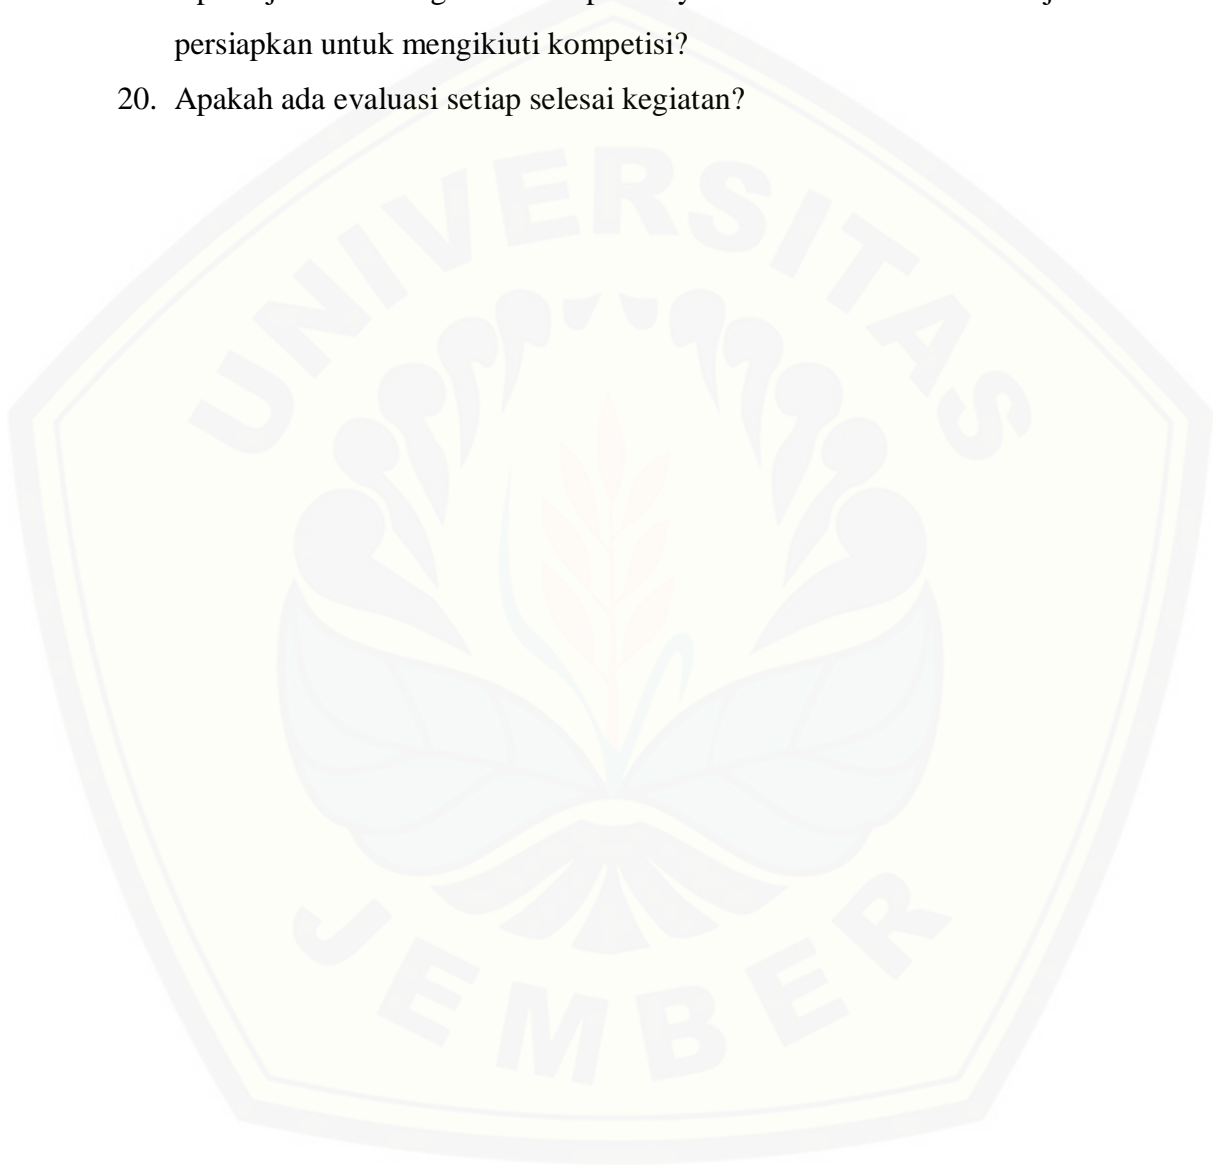 persiapkan untuk mengikiuti kompetisi?
20. Apakah ada evaluasi setiap selesai kegiatan?
UNIVERSITAS
JEMBER